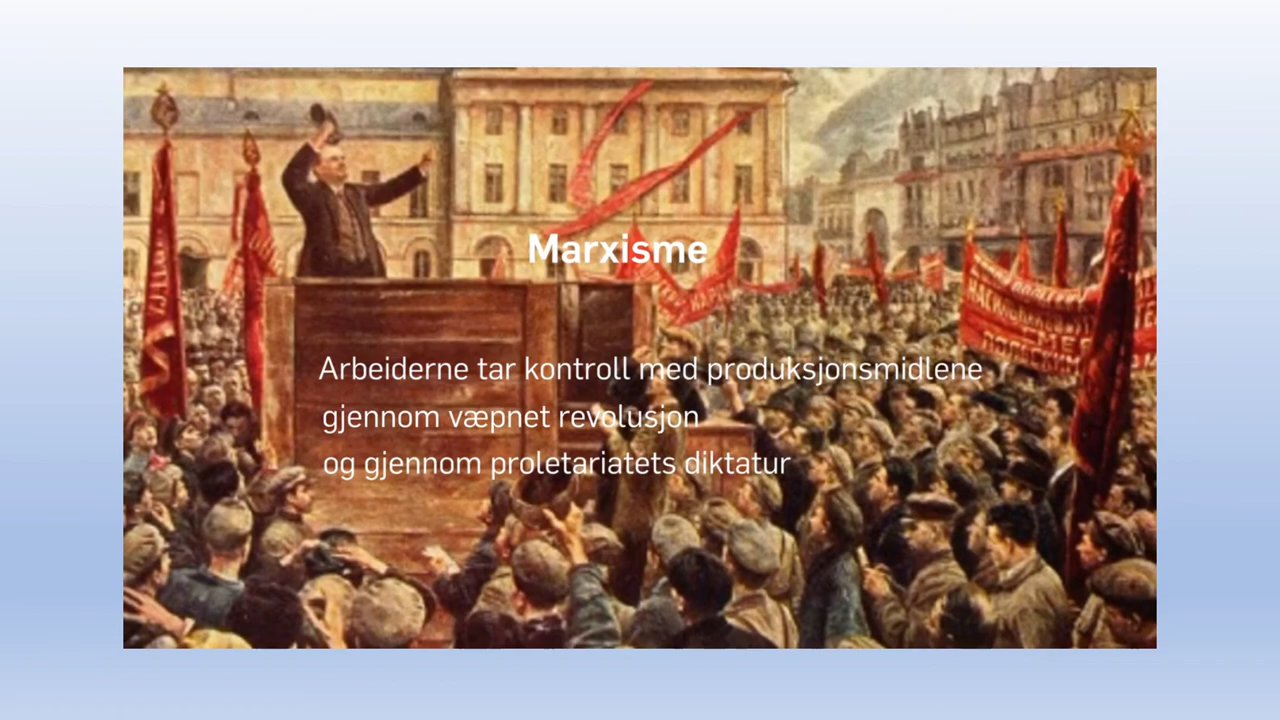 Marxisme
Arbeiderne tar kontroll med produksjonsmidlene
gjennom væpnet revolusjon
og gjennom proletariatets diktatur